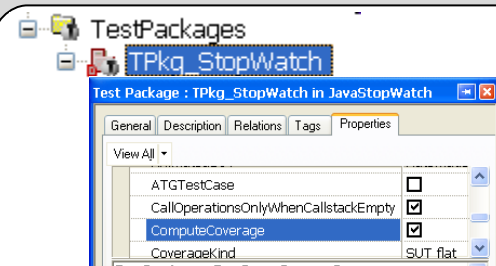 TestPackages
TPkg_StopWatch
Test Package : TPkg_StopWatch in JavaStopWatch
General Description Relations Tags Properties
View All
ATGTestCase
CallOperationsOnlyWhenCallstackEmpty
ComputeCoverage
CoverageKind SUT flat